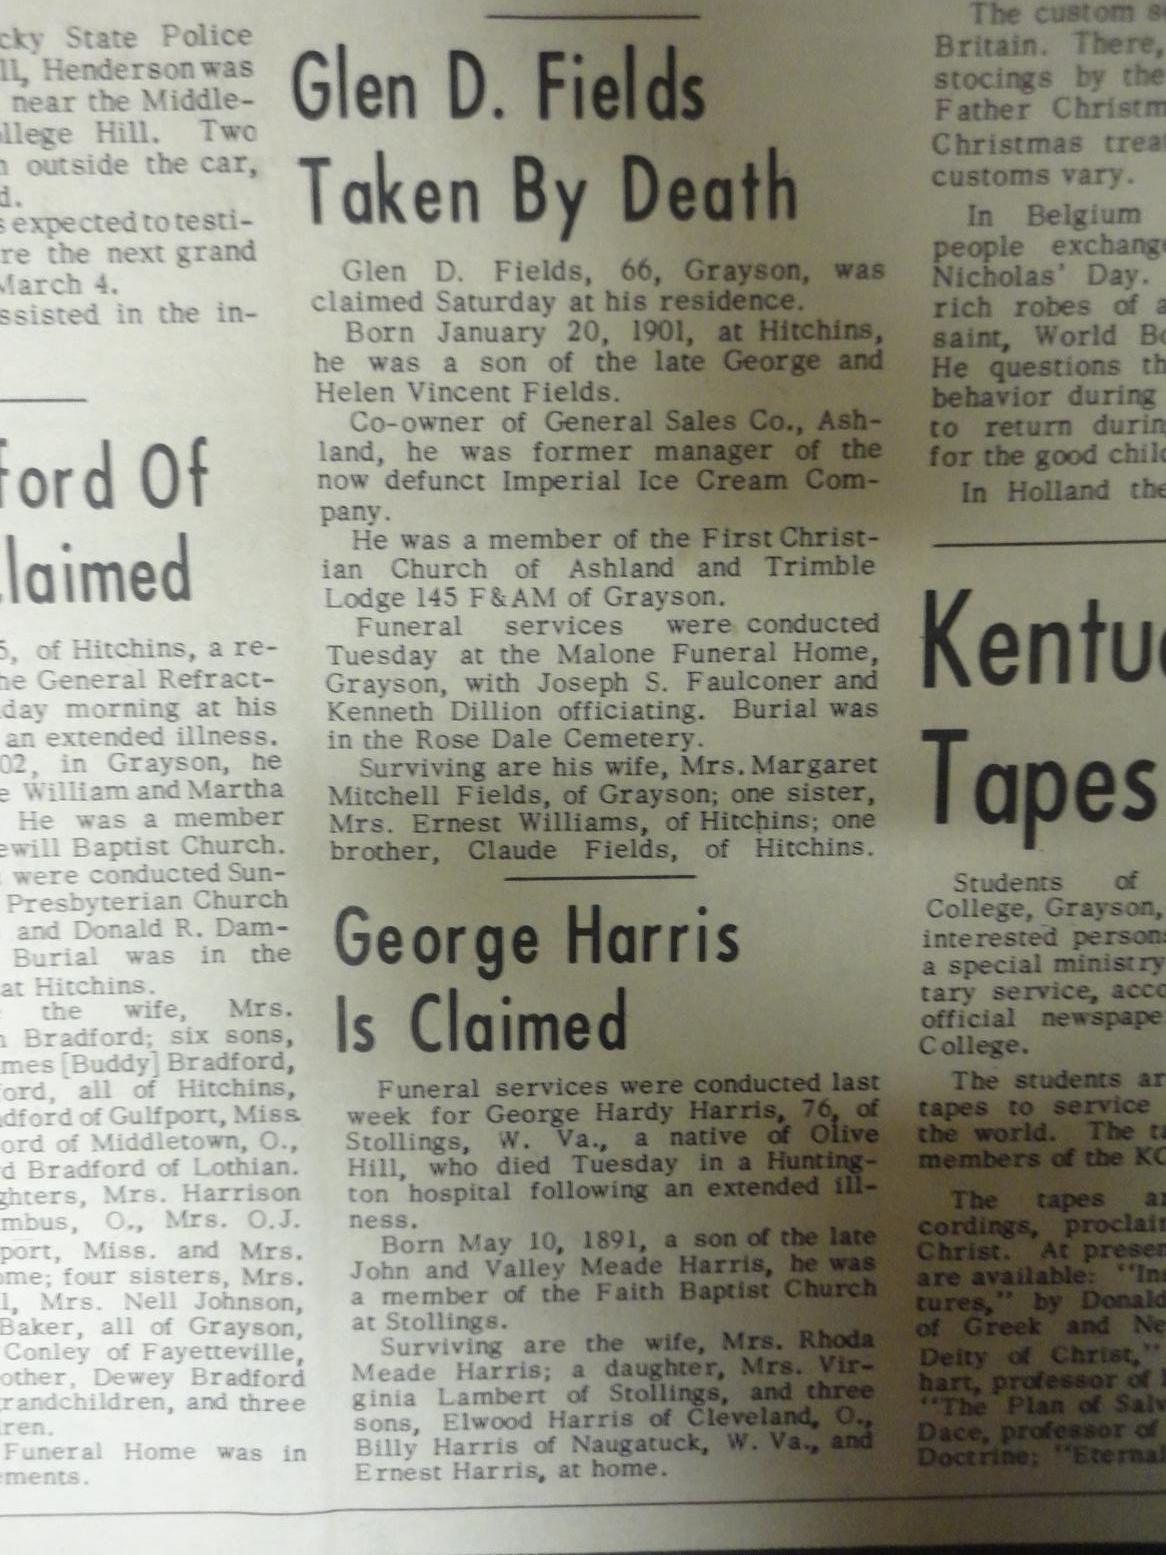 cky State Police
ll, Henderson was
near the Middle-
llege Hill. Two
outside the car,
d.
s expected to testi-
re the next grand
March 4.
ssisted in the in-
ford Of
laimed
5, of Hitchins, a re-
he General Refract-
day morning at his
an extended illness.
02, in Grayson, he
e William and Martha
He was a member
ewill Baptist Church.
were conducted Sun-
Presbyterian Church
and Donald R. Dam-
Burial was in the
at Hitchins.
the wife, Mrs.
n Bradford; six sons,
mes [Buddy] Bradford,
ford, all of Hitchins,
dford of Gulfport, Miss.
ord of Middletown, O.,
d Bradford of Lothian.
ghters, Mrs. Harrison
mbus, O., Mrs. O.J.
port, Miss. and Mrs.
ome; four sisters, Mrs.
l, Mrs. Nell Johnson,
Baker, all of Grayson,
Conley of Fayetteville,
other, Dewey Bradford
grandchildren, and three
ren.
Funeral Home was in
ements.
Glen D. Fields
Taken By Death
Glen D. Fields, 66, Grayson, was
claimed Saturday at his residence.
Born January 20, 1901, at Hitchins,
he was a son of the late George and
Helen Vincent Fields.
Co-owner of General Sales Co., Ash-
land, he was former manager of the
now defunct Imperial Ice Cream Com-
pany.
He was a member of the First Christ-
ian Church of Ashland and Trimble
Lodge 145 F&AM of Grayson.
Funeral services were conducted
Tuesday at the Malone Funeral Home,
Grayson, with Joseph S. Faulconer and
Kenneth Dillion officiating. Burial was
in the Rose Dale Cemetery.
Surviving are his wife, Mrs. Margaret
Mitchell Fields, of Grayson; one sister,
Mrs. Ernest Williams, of Hitchins; one
brother, Claude Fields, of Hitchins.
George Harris
Is Claimed
Funeral services were conducted last
week for George Hardy Harris, 76, of
Stollings, W. Va., a native of Olive
Hill, who died Tuesday in a Hunting-
ton hospital following an extended ill-
ness.
Born May 10, 1891, a son of the late
John and Valley Meade Harris, he was
a member of the Faith Baptist Church
at Stollings.
Surviving are the wife, Mrs. Rhoda
Meade Harris; a daughter, Mrs. Vir-
ginia Lambert of Stollings, and three
sons, Elwood Harris of Cleveland, O.,
Billy Harris of Naugatuck, W. Va., and
Ernest Harris, at home.
The custom s
Britain. There,
stocings by the
Father Christm
Christmas trea
customs vary.
In Belgium
people exchange
Nicholas' Day.
rich robes of a
saint, World Bo
He questions th
behavior during
to return durin
for the good child
In Holland the
Kentuc
Tapes
Students of
College, Grayson,
interested person
a special ministry
tary service, acco
official newspape
College.
The students ar
tapes to service
the world. The ta
members of the KC
The tapes ar
cordings, proclaim
Christ. At presen
are available: "Ins
tures," by Donald
of Greek and Ne
Deity of Christ,"
hart, professor of
"The Plan of Salv
Dace, professor of
Doctrine; "Eternal